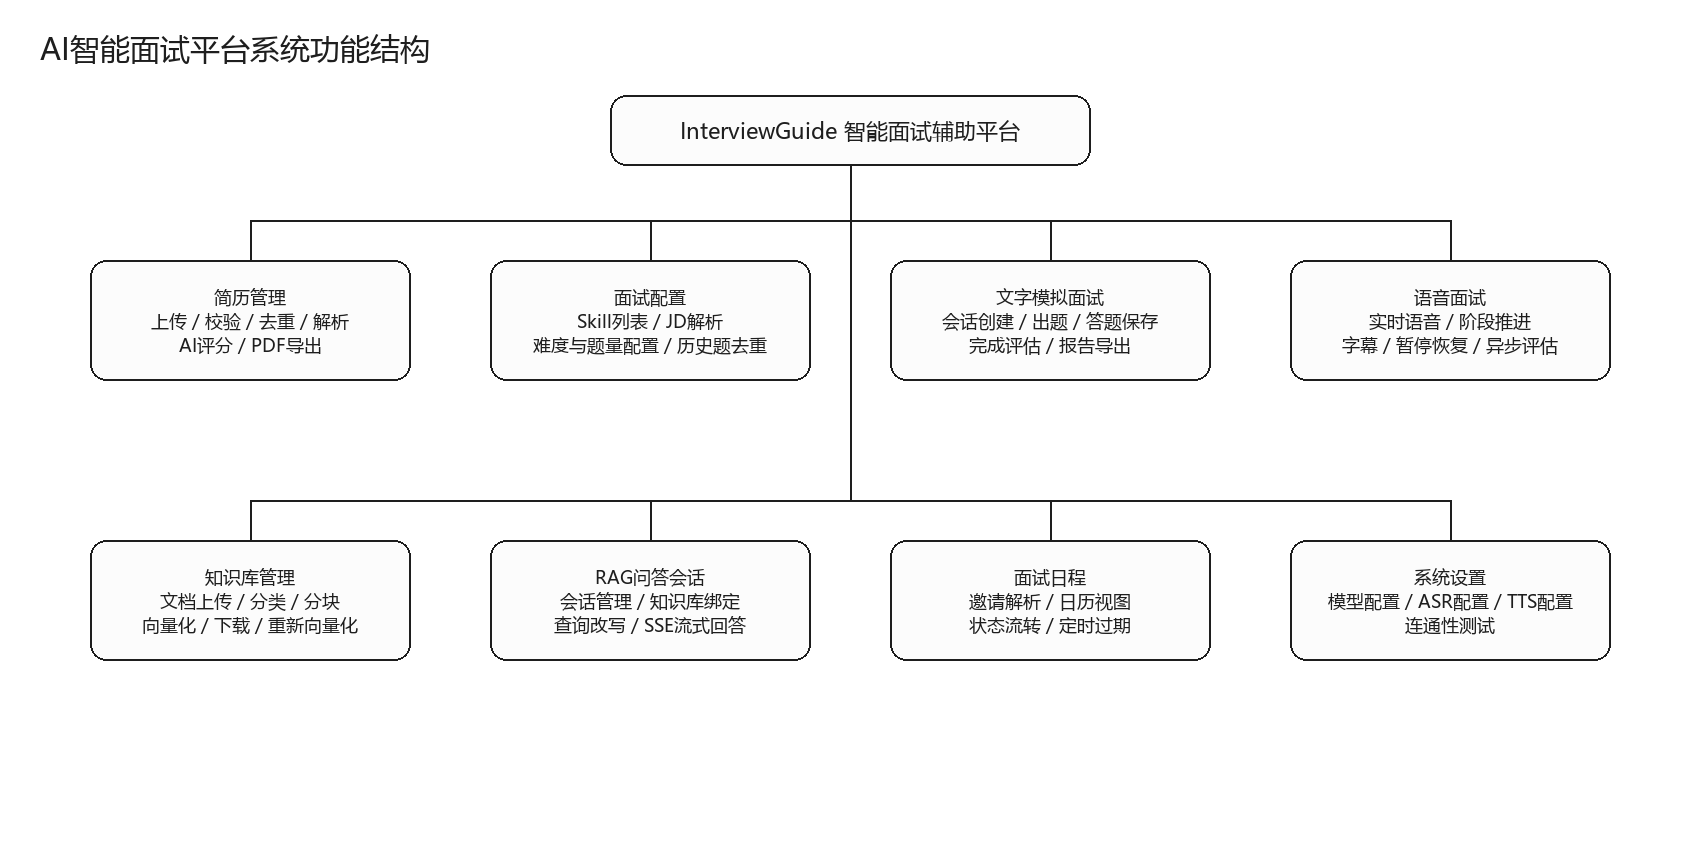 AI智能面试平台系统功能结构
InterviewGuide 智能面试辅助平台
简历管理
上传 / 校验 / 去重 / 解析
AI评分 / PDF导出
面试配置
Skill列表 / JD解析
难度与题量配置 / 历史题去重
文字模拟面试
会话创建 / 出题 / 答题保存
完成评估 / 报告导出
语音面试
实时语音 / 阶段推进
字幕 / 暂停恢复 / 异步评估
知识库管理
文档上传 / 分类 / 分块
向量化 / 下载 / 重新向量化
RAG问答会话
会话管理 / 知识库绑定
查询改写 / SSE流式回答
面试日程
邀请解析 / 日历视图
状态流转 / 定时过期
系统设置
模型配置 / ASR配置 / TTS配置
连通性测试